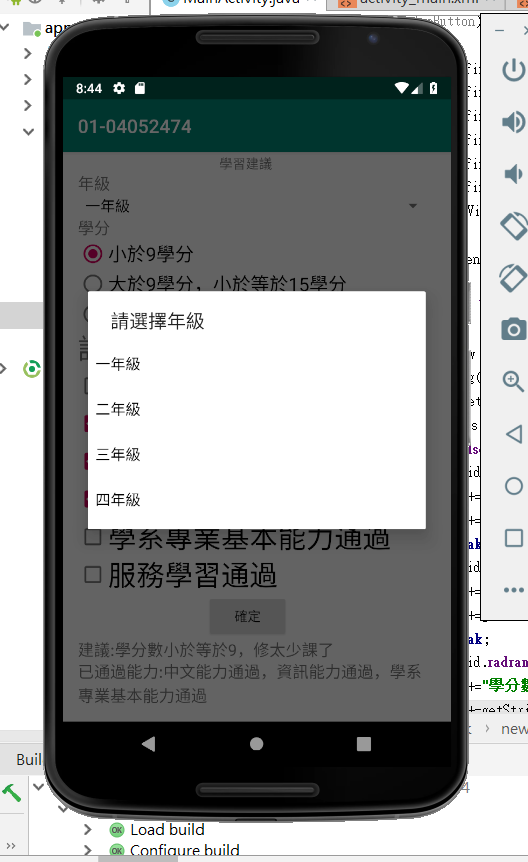 MainActivity.java
activity_main.xml
app
8:44
01-04052474
學習建議
年級
一年級
學分
小於9學分
大於9學分，小於等於15學分
請選擇年級
一年級
二年級
三年級
四年級
學系專業基本能力通過
服務學習通過
確定
建議:學分數小於等於9，修太少課了
已通過能力:中文能力通過，資訊能力通過，學系
專業基本能力通過
id.radran
+="學分數
+=getStri
new
Load build
Configure build